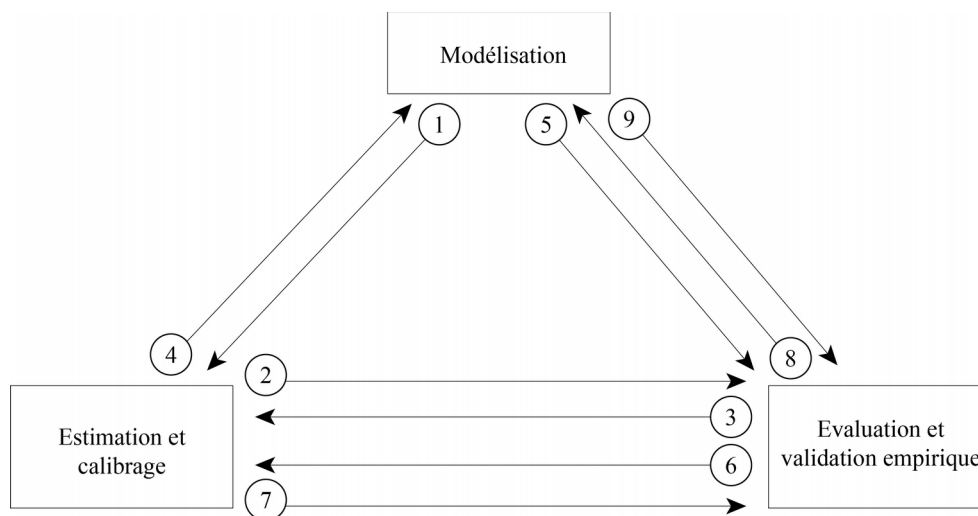 Modélisation
1
5
9
4
8
2
3
Estimation et
calibrage
Evaluation et
validation empirique
6
7